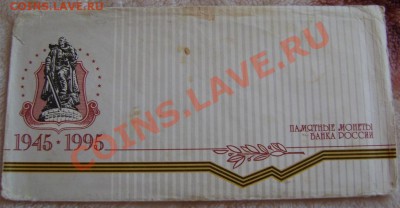 COINS.LAVE.RU
1945 · 1995
ПАМЯТНЫЕ МОНЕТЫ
БАНКА РОССИИ
COINS.LAVE.RU